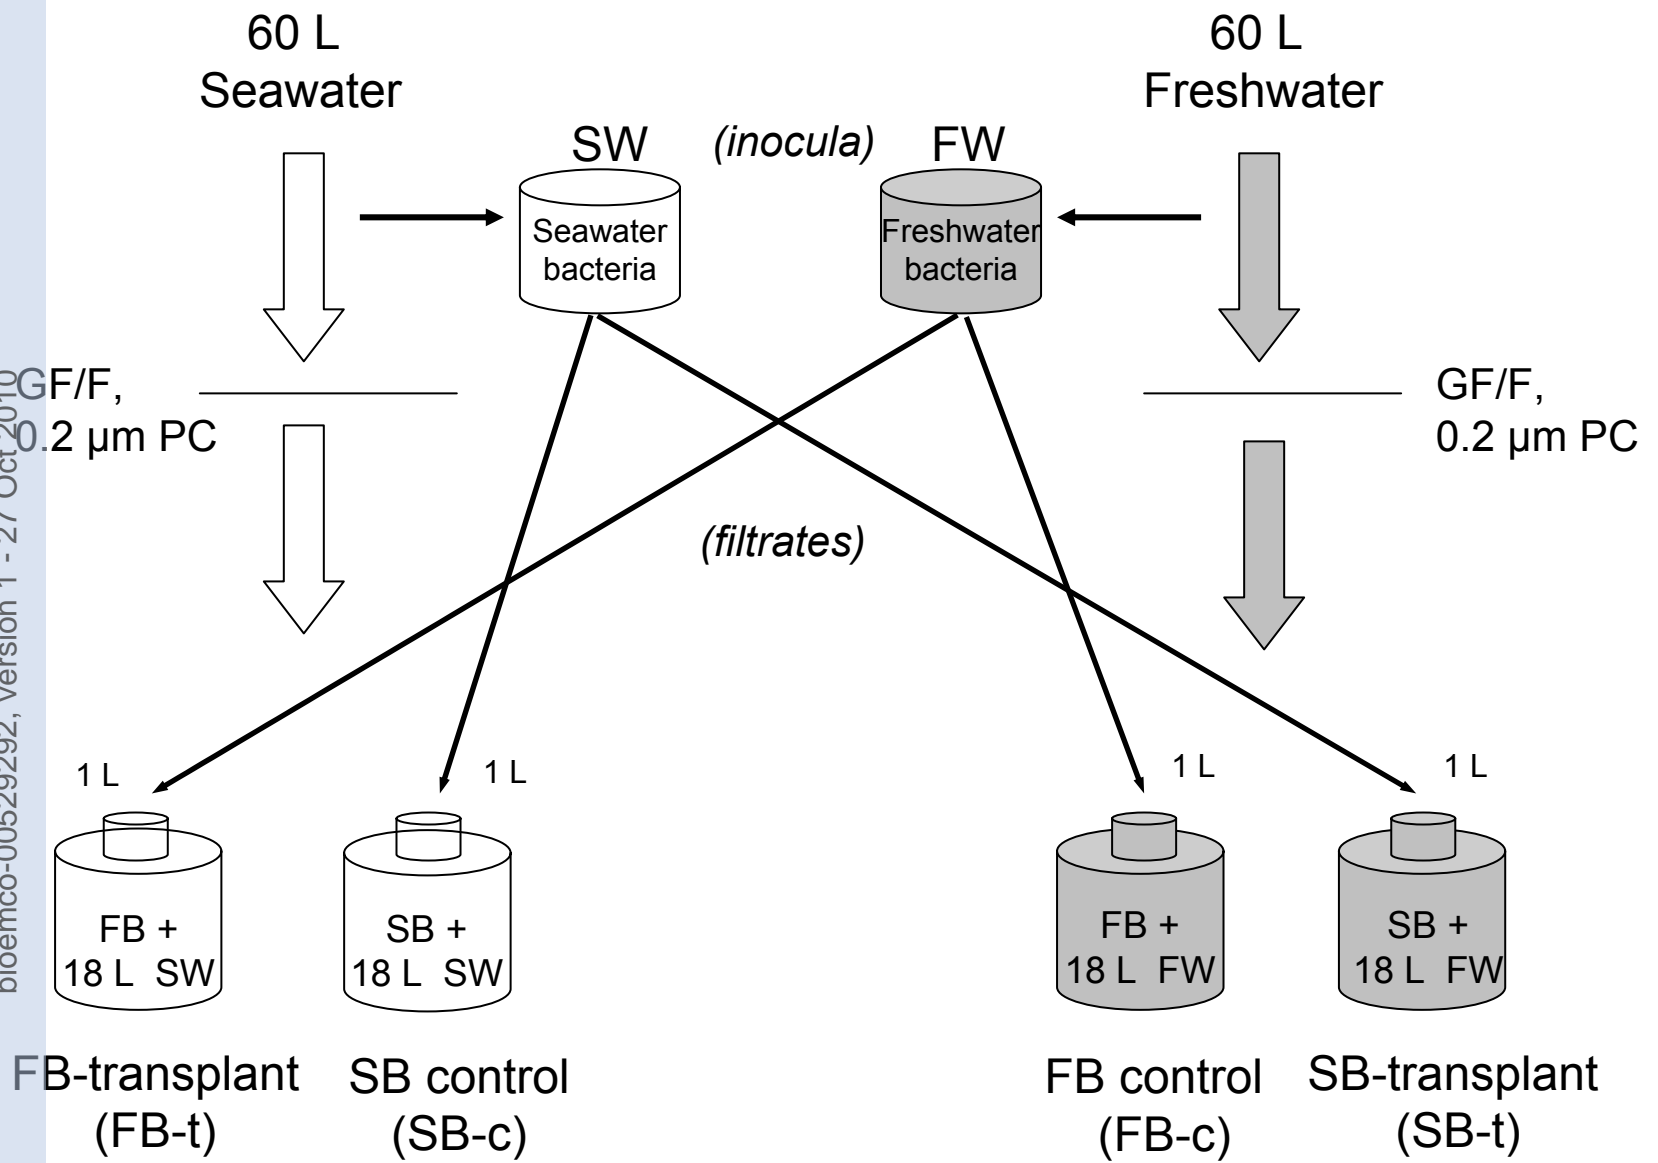 60 L
Seawater
60 L
Freshwater
SW
(inocula)
FW
Seawater
bacteria
Freshwater
bacteria
GF/F,
0.2 µm PC
GF/F,
0.2 µm PC
(filtrates)
1 L
1 L
1 L
1 L
FB +
18 L SW
SB +
18 L SW
FB +
18 L FW
SB +
18 L FW
FB-transplant
(FB-t)
SB control
(SB-c)
FB control
(FB-c)
SB-transplant
(SB-t)
bioemco-00529292, version 1 - 27 Oct 2010